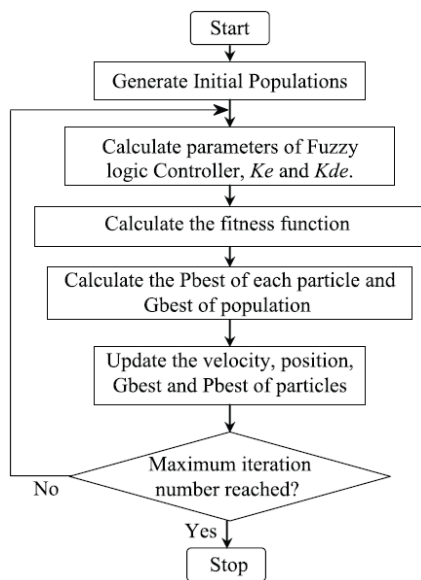 Start
Generate Initial Populations
Calculate parameters of Fuzzy
logic Controller, Ke and Kde.
Calculate the fitness function
Calculate the Pbest of each particle and
Gbest of population
Update the velocity, position,
Gbest and Pbest of particles
Maximum iteration
number reached?
No
Yes
Stop